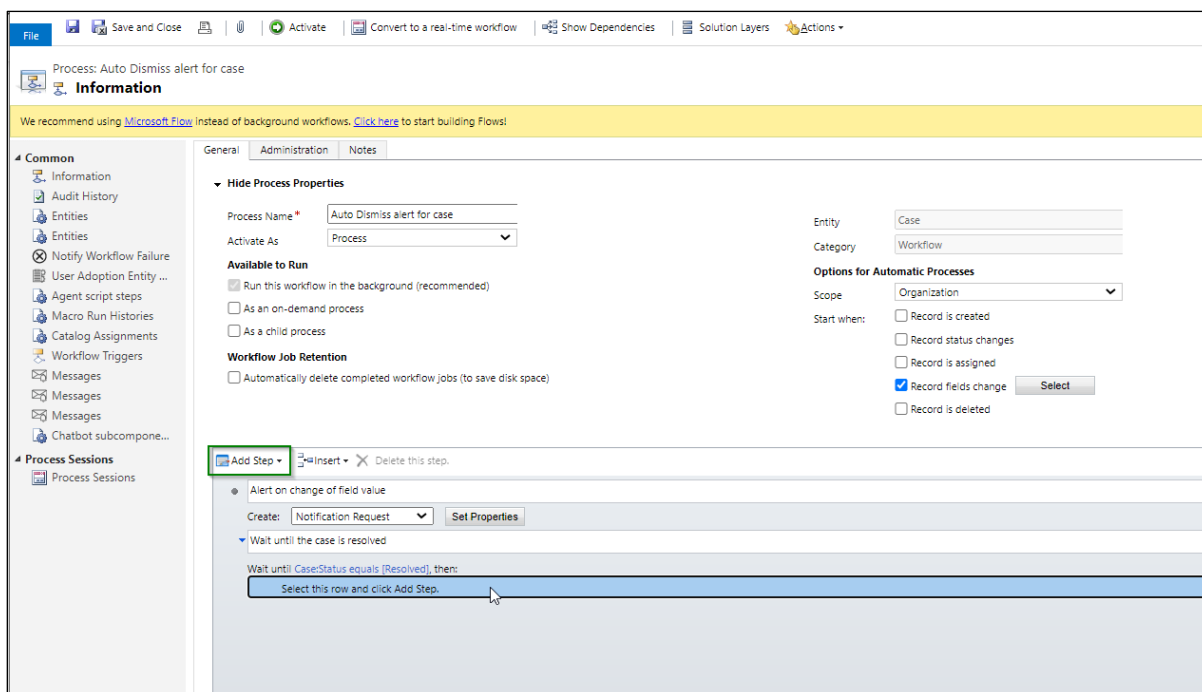 File Save and Close Activate Convert to a real-time workflow Show Dependencies Solution Layers Actions
Process: Auto Dismiss alert for case
Information
We recommend using Microsoft Flow instead of background workflows. Click here to start building Flows!
Common
Information
Audit History
Entities
Entities
Notify Workflow Failure
User Adoption Entity ...
Agent script steps
Macro Run Histories
Catalog Assignments
Workflow Triggers
Messages
Messages
Messages
Chatbot subcompone...
Process Sessions
Process Sessions
General Administration Notes
Hide Process Properties
Process Name* Auto Dismiss alert for case
Activate As Process
Available to Run
Run this workflow in the background (recommended)
As an on-demand process
As a child process
Workflow Job Retention
Automatically delete completed workflow jobs (to save disk space)
Entity Case
Category Workflow
Options for Automatic Processes
Scope Organization
Start when: Record is created
Record status changes
Record is assigned
Record fields change Select
Record is deleted
Add Step Insert Delete this step.
Alert on change of field value
Create: Notification Request Set Properties
Wait until the case is resolved
Wait until Case:Status equals [Resolved], then:
Select this row and click Add Step.